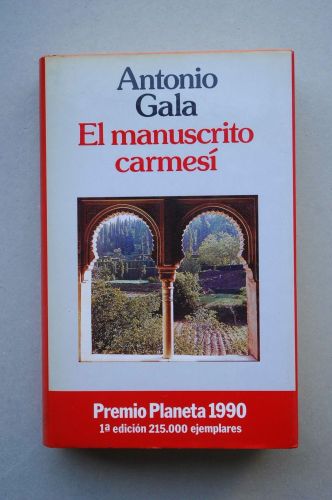 Antonio
Gala
El manuscrito
carmesí
Premio Planeta 1990
1ª edición 215.000 ejemplares